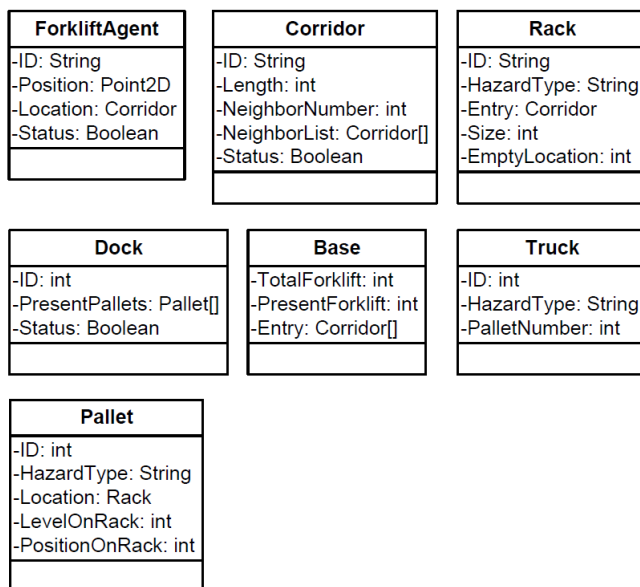 ForkliftAgent
-ID: String
-Position: Point2D
-Location: Corridor
-Status: Boolean
Corridor
-ID: String
-Length: int
-NeighborNumber: int
-NeighborList: Corridor[]
-Status: Boolean
Rack
-ID: String
-HazardType: String
-Entry: Corridor
-Size: int
-EmptyLocation: int
Dock
-ID: int
-PresentPallets: Pallet[]
-Status: Boolean
Base
-TotalForklift: int
-PresentForklift: int
-Entry: Corridor[]
Truck
-ID: int
-HazardType: String
-PalletNumber: int
Pallet
-ID: int
-HazardType: String
-Location: Rack
-LevelOnRack: int
-PositionOnRack: int